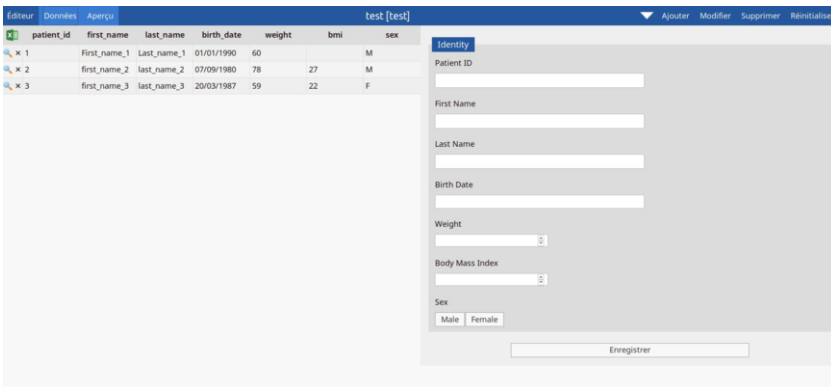 Éditeur Données Aperçu test [test] Ajouter Modifier Supprimer Réinitialise
patient_id first_name last_name birth_date weight bmi sex
× 1 First_name_1 Last_name_1 01/01/1990 60 M
× 2 first_name_2 last_name_2 07/09/1980 78 27 M
× 3 first_name_3 last_name_3 20/03/1987 59 22 F
Identity
Patient ID
First Name
Last Name
Birth Date
Weight
Body Mass Index
Sex
Male Female
Enregistrer